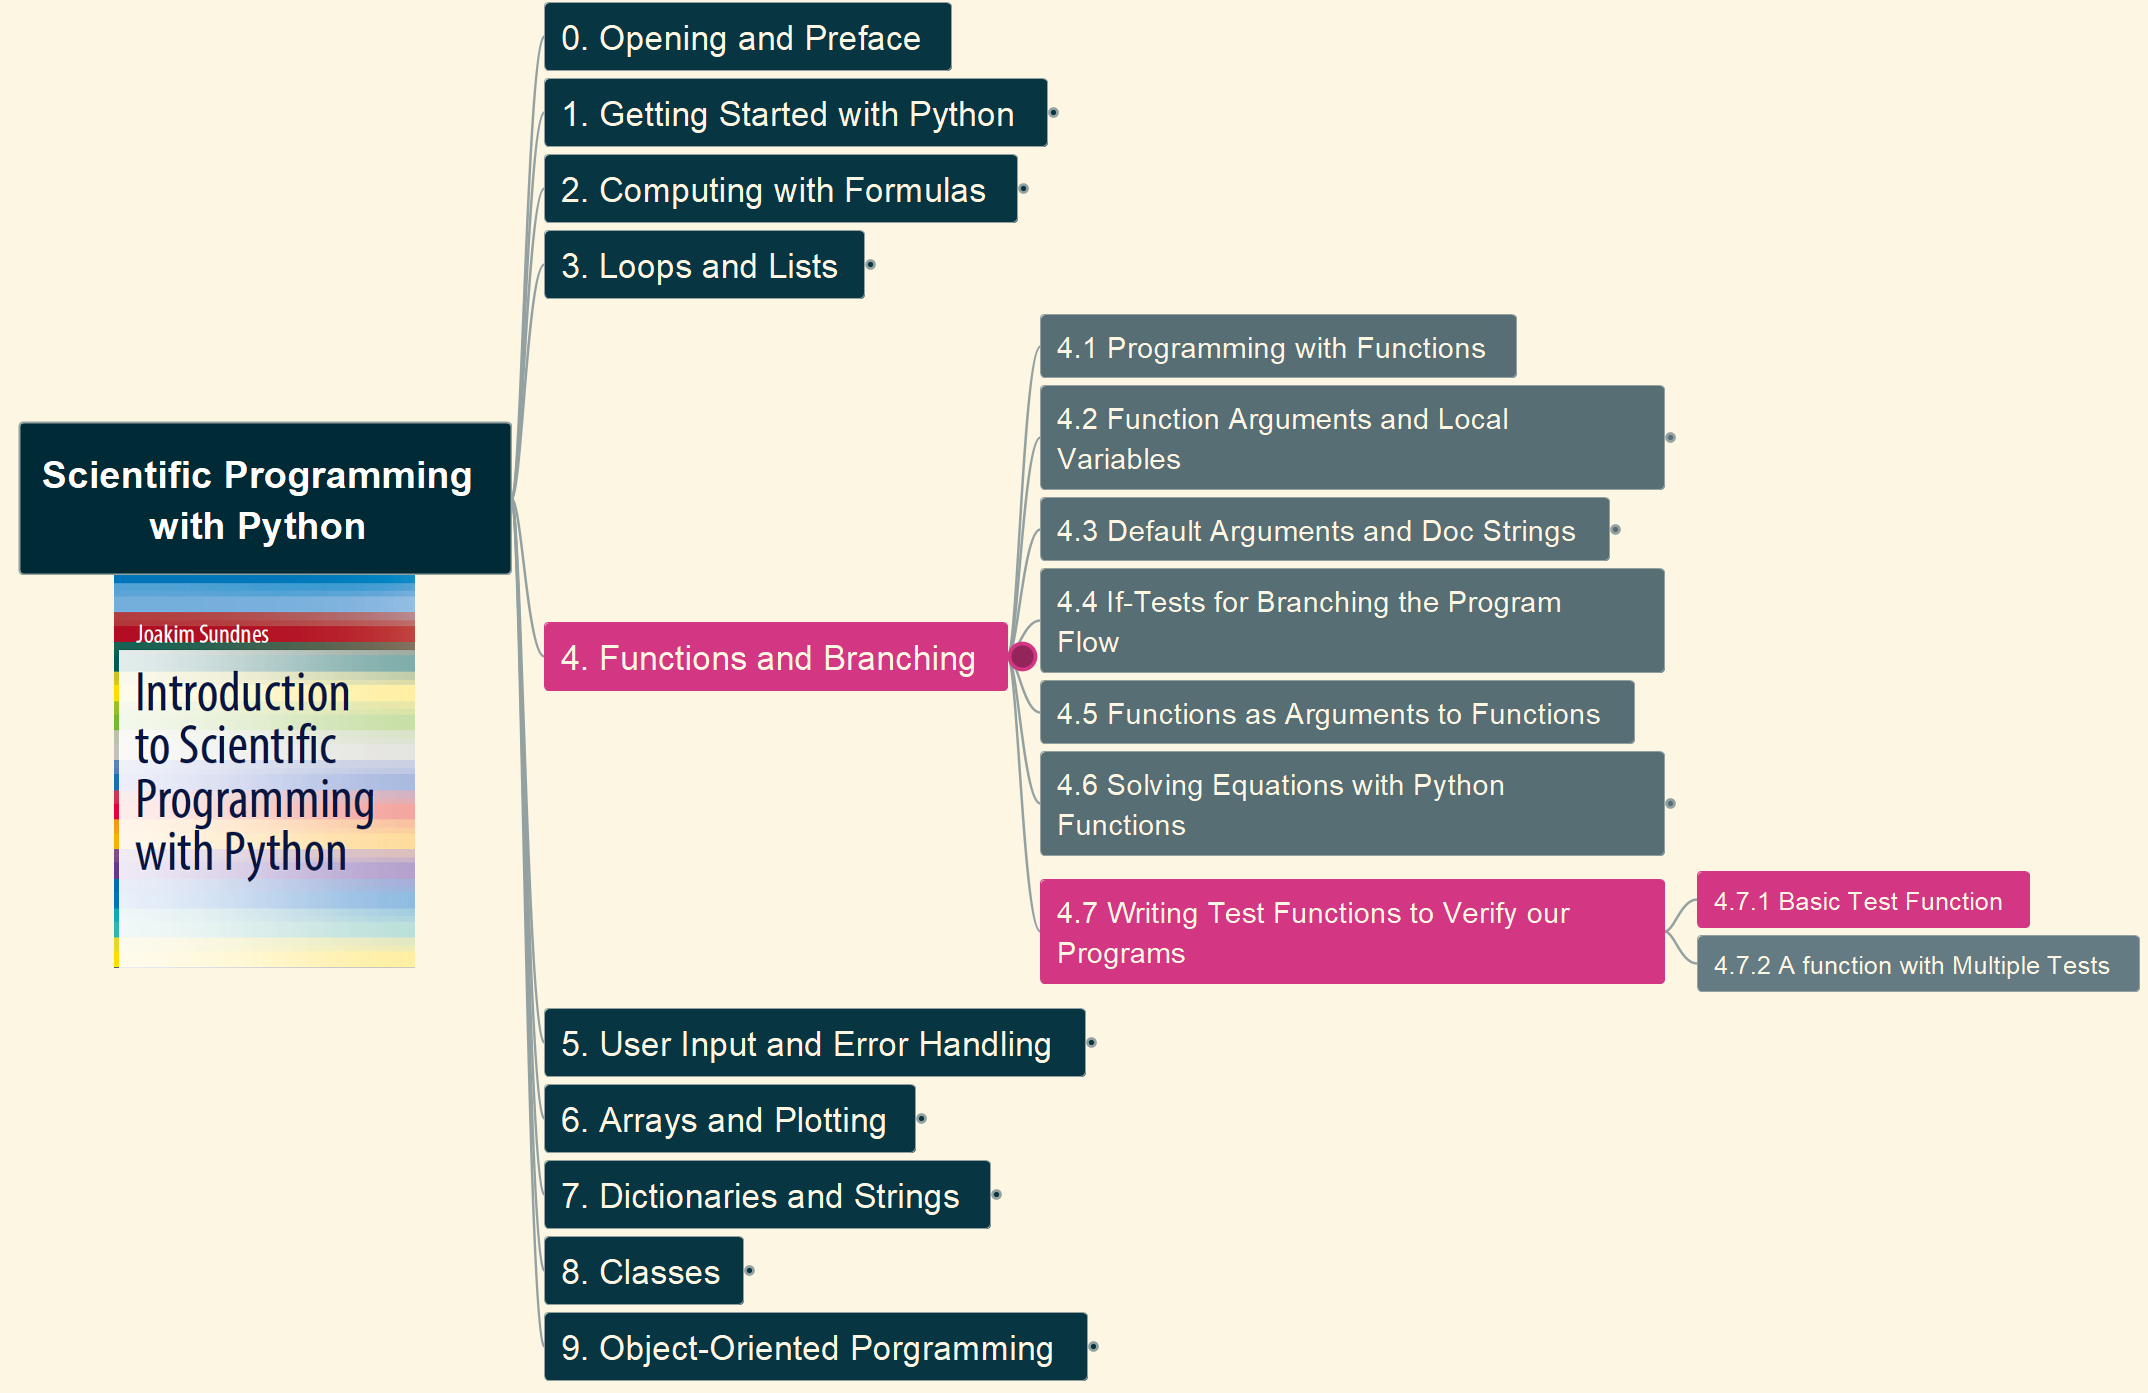 0. Opening and Preface
1. Getting Started with Python
2. Computing with Formulas
3. Loops and Lists
4.1 Programming with Functions
4.2 Function Arguments and Local
Variables
4.3 Default Arguments and Doc Strings
4.4 If-Tests for Branching the Program
Flow
4.5 Functions as Arguments to Functions
4.6 Solving Equations with Python
Functions
4.7 Writing Test Functions to Verify our
Programs
4.7.1 Basic Test Function
4.7.2 A function with Multiple Tests
Scientific Programming
with Python
Joakim Sundnes
Introduction
to Scientific
Programming
with Python
4. Functions and Branching
5. User Input and Error Handling
6. Arrays and Plotting
7. Dictionaries and Strings
8. Classes
9. Object-Oriented Porgramming